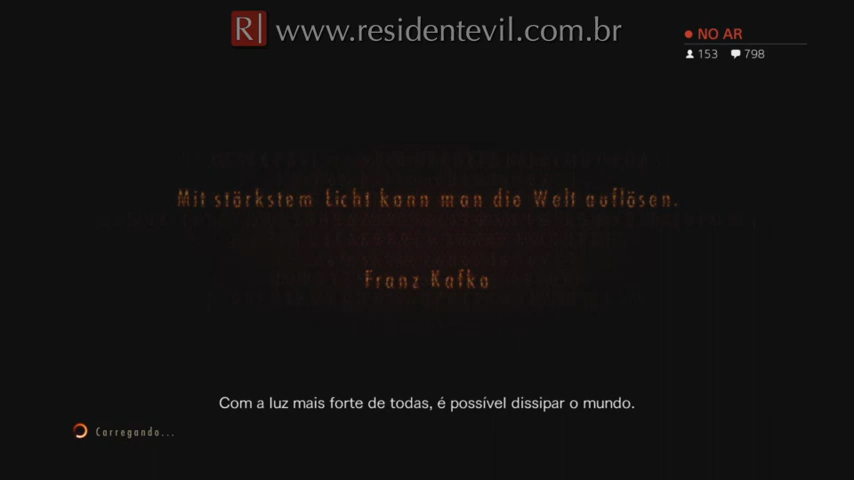 R| www.residentevil.com.br
NO AR
153 798
Mit stärkstem Licht kann man die Welt auflösen.
Franz Kafka
Com a luz mais forte de todas, é possível dissipar o mundo.
Carregando...